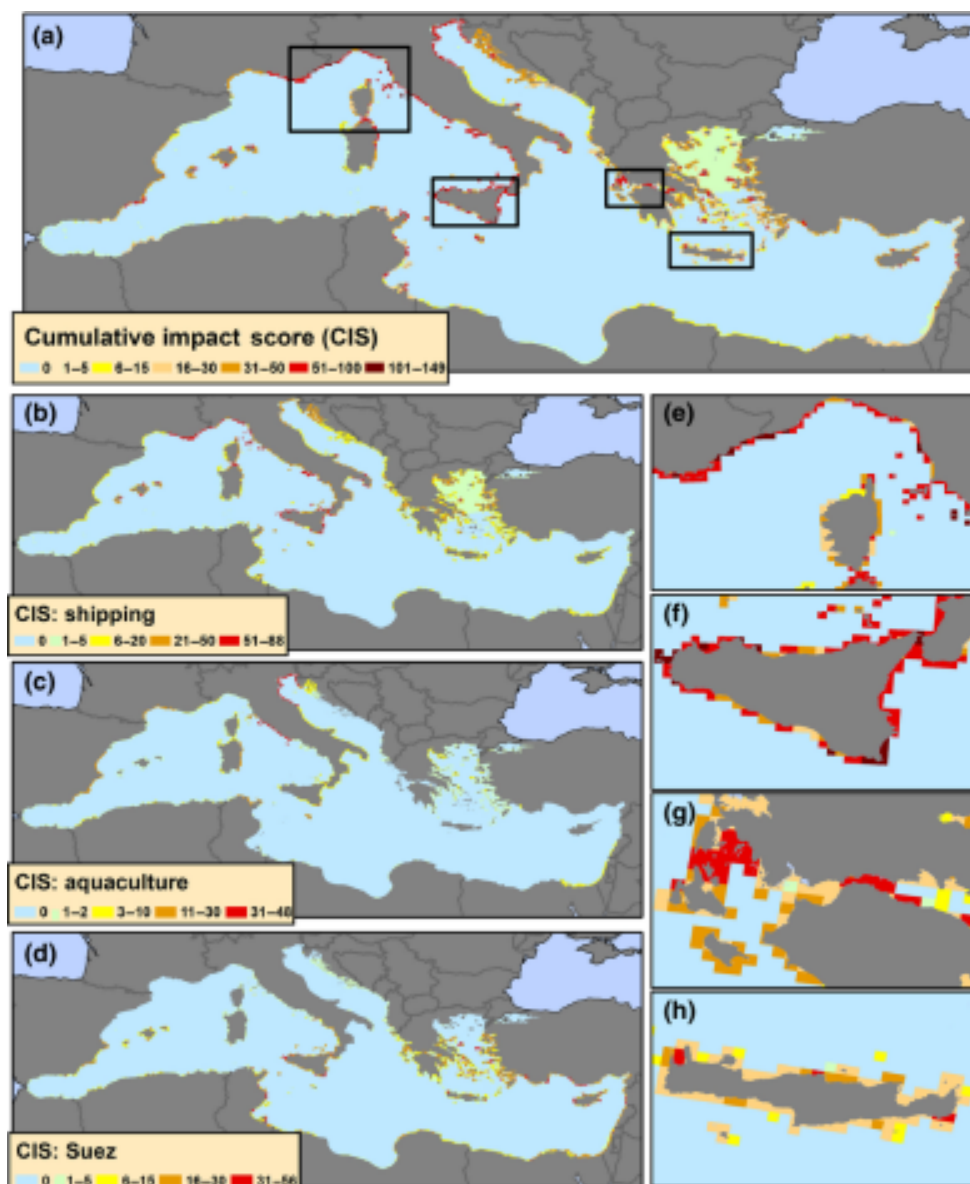 (a)
Cumulative impact score (CIS)
0 1–5 6–15 16–30 31–50 51–100 101–149
(b)
CIS: shipping
0 1–5 6–20 21–50 51–88
(c)
CIS: aquaculture
0 1–2 3–10 11–30 31–48
(d)
CIS: Suez
0 1–5 6–15 16–30 31–56
(e)
(f)
(g)
(h)